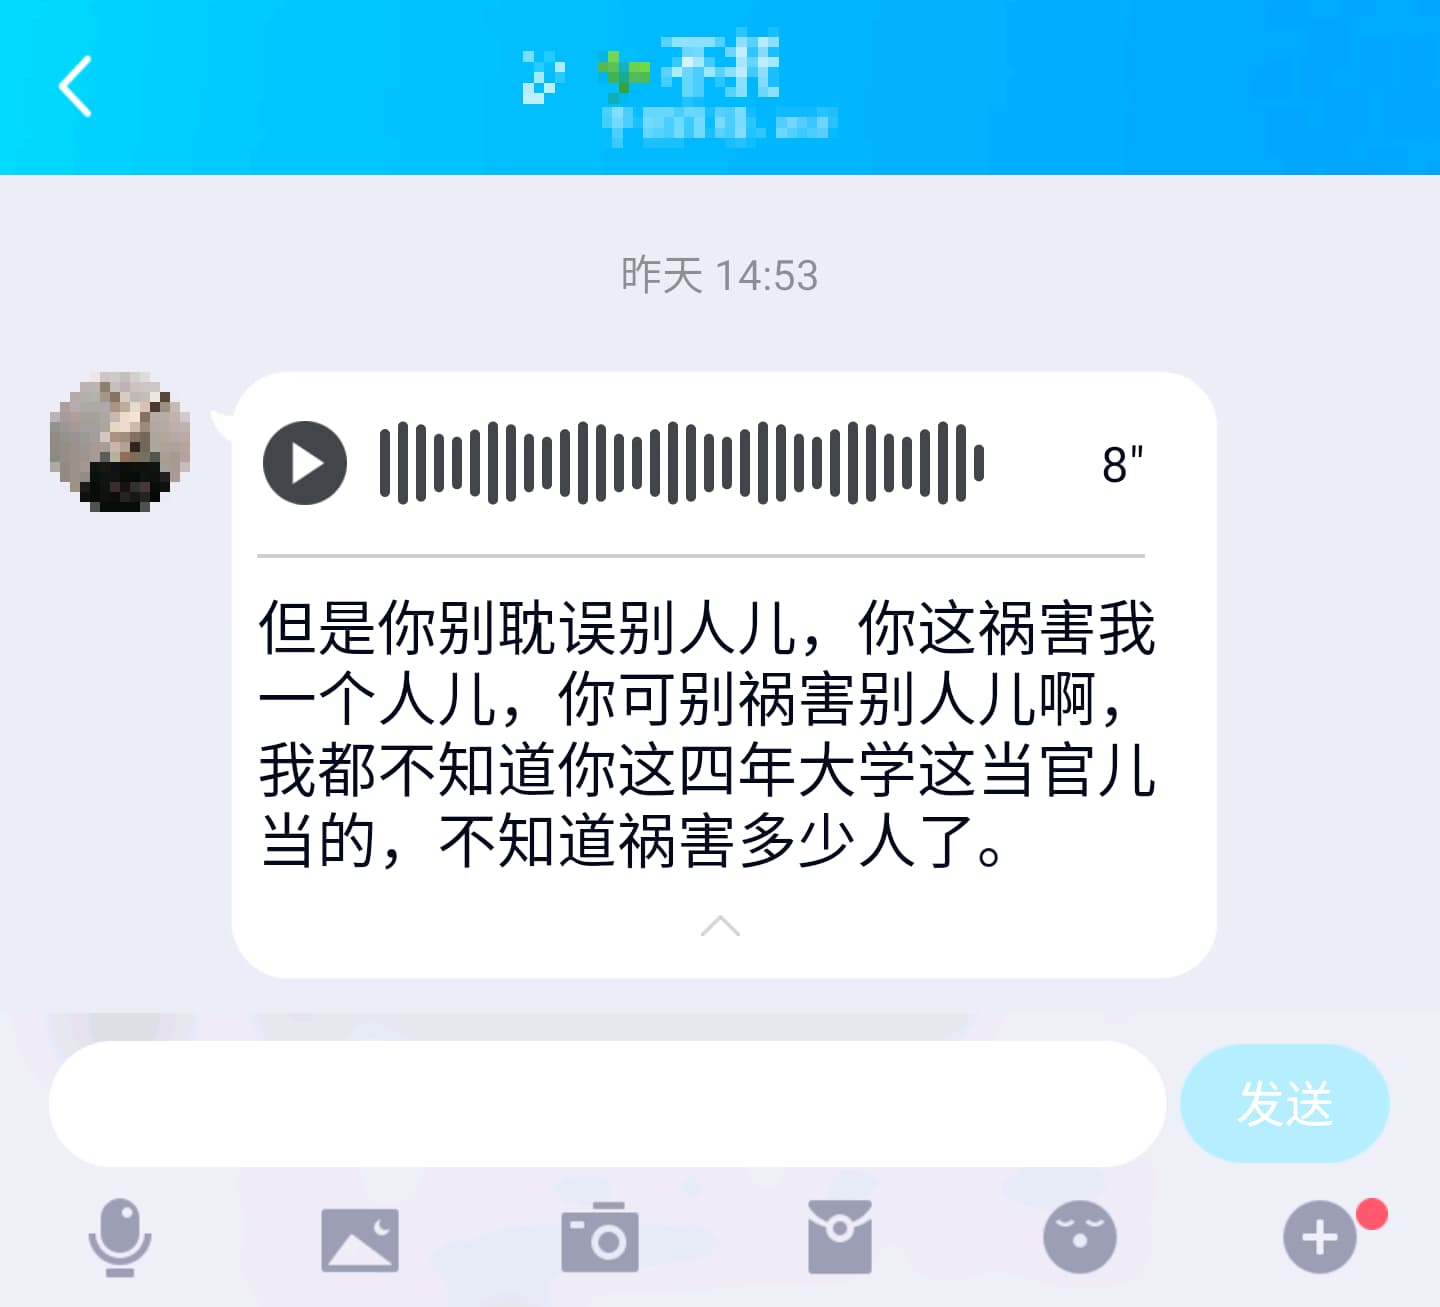 昨天 14:53
8"
但是你别耽误别人儿，你这祸害我
一个人儿，你可别祸害别人儿啊，
我都不知道你这四年大学这当官儿
当的，不知道祸害多少人了。
发送